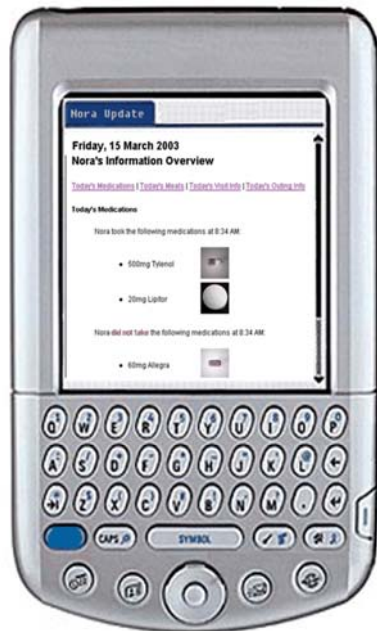 Nora Update
Friday, 15 March 2003
Nora's Information Overview
Today's Medications | Today's Meals | Today's Visit Info | Today's Outing Info
Today's Medications
Nora took the following medications at 8:34 AM:
• 500mg Tylenol
• 20mg Lipitor
Nora did not take the following medications at 8:34 AM:
• 60mg Allegra
Q W E R T Y U I O P
A S D F G H J K L
Z X C V B N M .
CAPS SYMBOL